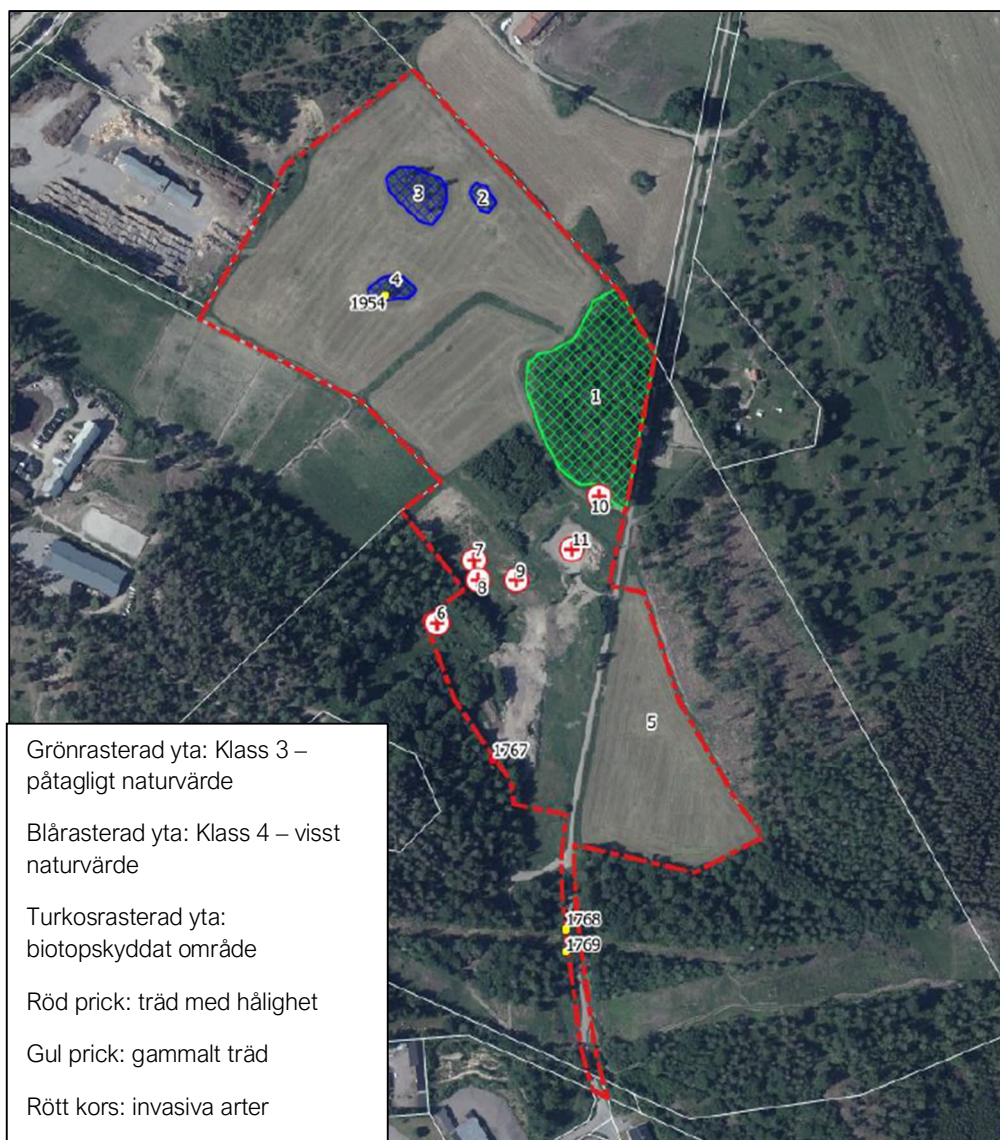 3
2
4
1954
1
10
11
7
9
8
6
5
1767
1768
1769
Grönrasterad yta: Klass 3 –
påtagligt naturvärde
Blårasterad yta: Klass 4 – visst
naturvärde
Turkosrasterad yta:
biotopskyddat område
Röd prick: träd med hålighet
Gul prick: gammalt träd
Rött kors: invasiva arter